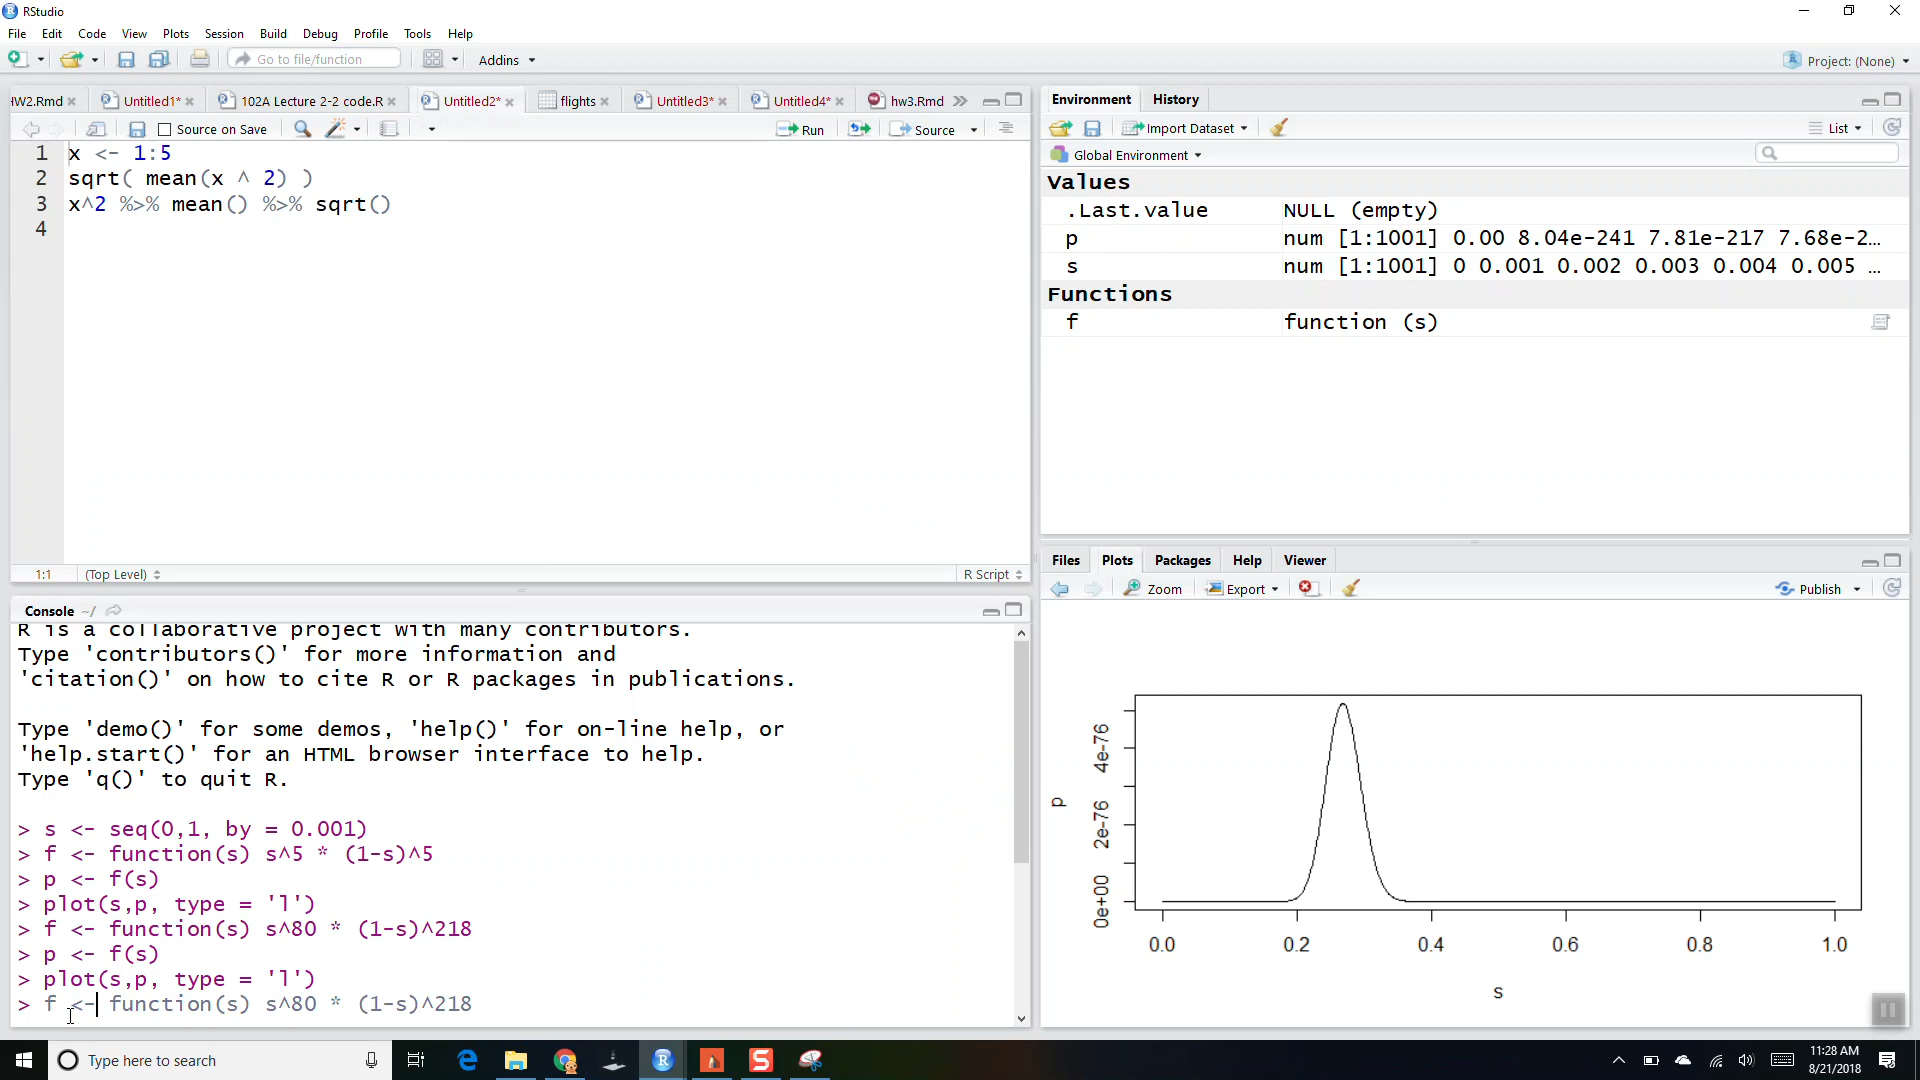 RStudio
File Edit Code View Plots Session Build Debug Profile Tools Help
Go to file/function Addins Project: (None)
IW2.Rmd Untitled1* 102A Lecture 2-2 code.R Untitled2* flights Untitled3* Untitled4* hw3.Rmd
Source on Save Run Source
1 x <- 1:5
2 sqrt( mean(x ^ 2) )
3 x^2 %>% mean() %>% sqrt()
4
1:1 (Top Level) R Script
Console ~/
R is a collaborative project with many contributors.
Type 'contributors()' for more information and
'citation()' on how to cite R or R packages in publications.
Type 'demo()' for some demos, 'help()' for on-line help, or
'help.start()' for an HTML browser interface to help.
Type 'q()' to quit R.
> s <- seq(0,1, by = 0.001)
> f <- function(s) s^5 * (1-s)^5
> p <- f(s)
> plot(s,p, type = 'l')
> f <- function(s) s^80 * (1-s)^218
> p <- f(s)
> plot(s,p, type = 'l')
> f <- function(s) s^80 * (1-s)^218
Environment History
Import Dataset List
Global Environment
Values
.Last.value NULL (empty)
p num [1:1001] 0.00 8.04e-241 7.81e-217 7.68e-2…
s num [1:1001] 0 0.001 0.002 0.003 0.004 0.005 …
Functions
f function (s)
Files Plots Packages Help Viewer
Zoom Export Publish
p
4e-76
2e-76
0e+00
0.0 0.2 0.4 0.6 0.8 1.0
s
Type here to search
11:28 AM
8/21/2018